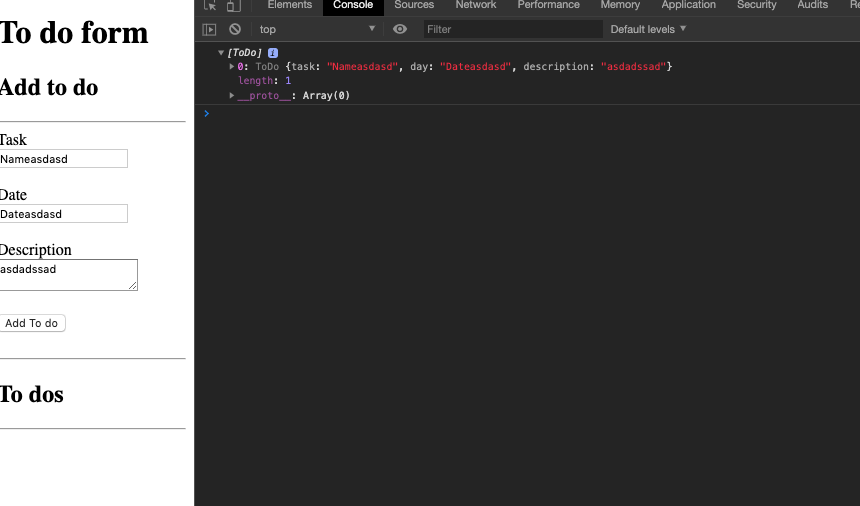 To do form
Add to do
Task
Nameasdasd
Date
Dateasdasd
Description
asdadssad
Add To do
To dos
Elements Console Sources Network Performance Memory Application Security Audits
top Filter Default levels ▼
[ToDo] i
0: ToDo {task: "Nameasdasd", day: "Dateasdasd", description: "asdadssad"}
length: 1
__proto__: Array(0)